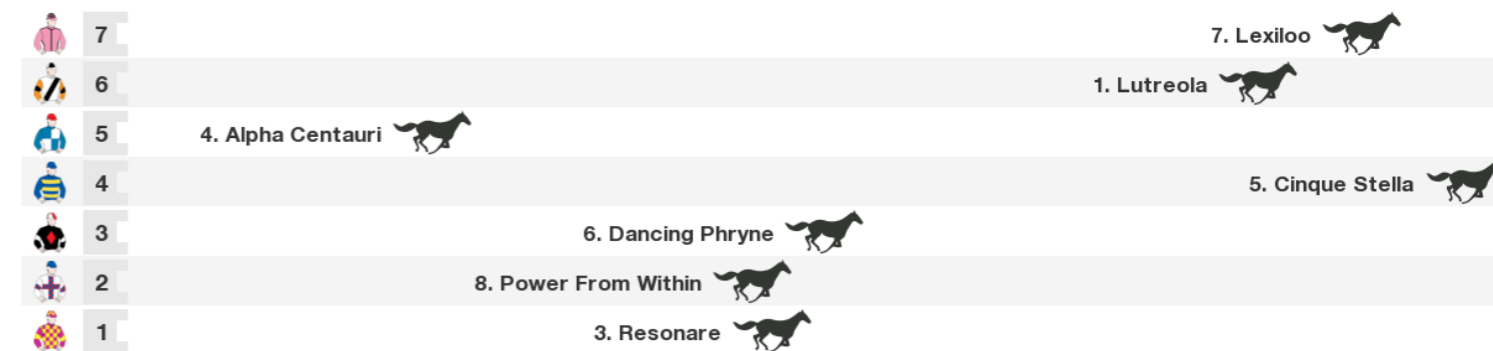 7 7. Lexiloo
6 1. Lutreola
5 4. Alpha Centauri
4 5. Cinque Stella
3 6. Dancing Phryne
2 8. Power From Within
1 3. Resonare